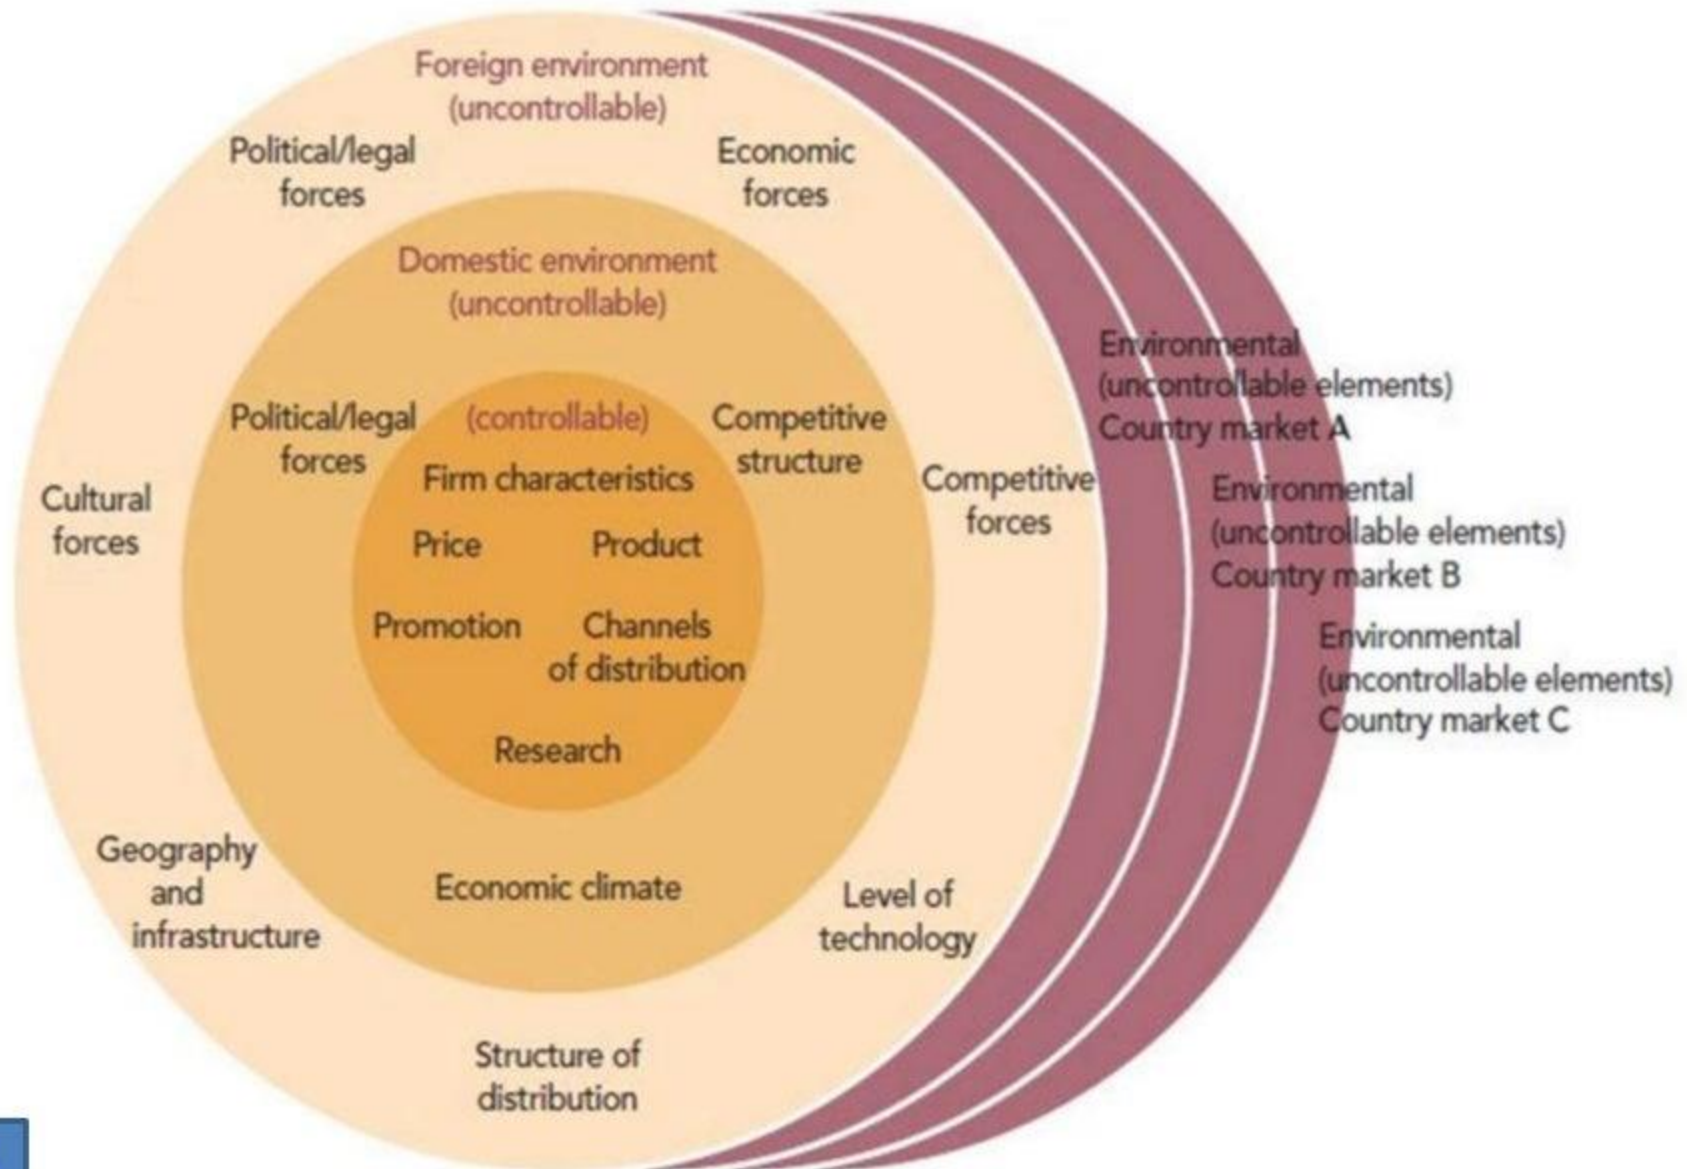 Foreign environment
(uncontrollable)
Political/legal
forces
Economic
forces
Domestic environment
(uncontrollable)
Political/legal
forces
(controllable)
Competitive
structure
Firm characteristics
Price
Product
Promotion
Channels
of distribution
Research
Economic climate
Cultural
forces
Competitive
forces
Geography
and
infrastructure
Level of
technology
Structure of
distribution
Environmental
(uncontrollable elements)
Country market A
Environmental
(uncontrollable elements)
Country market B
Environmental
(uncontrollable elements)
Country market C